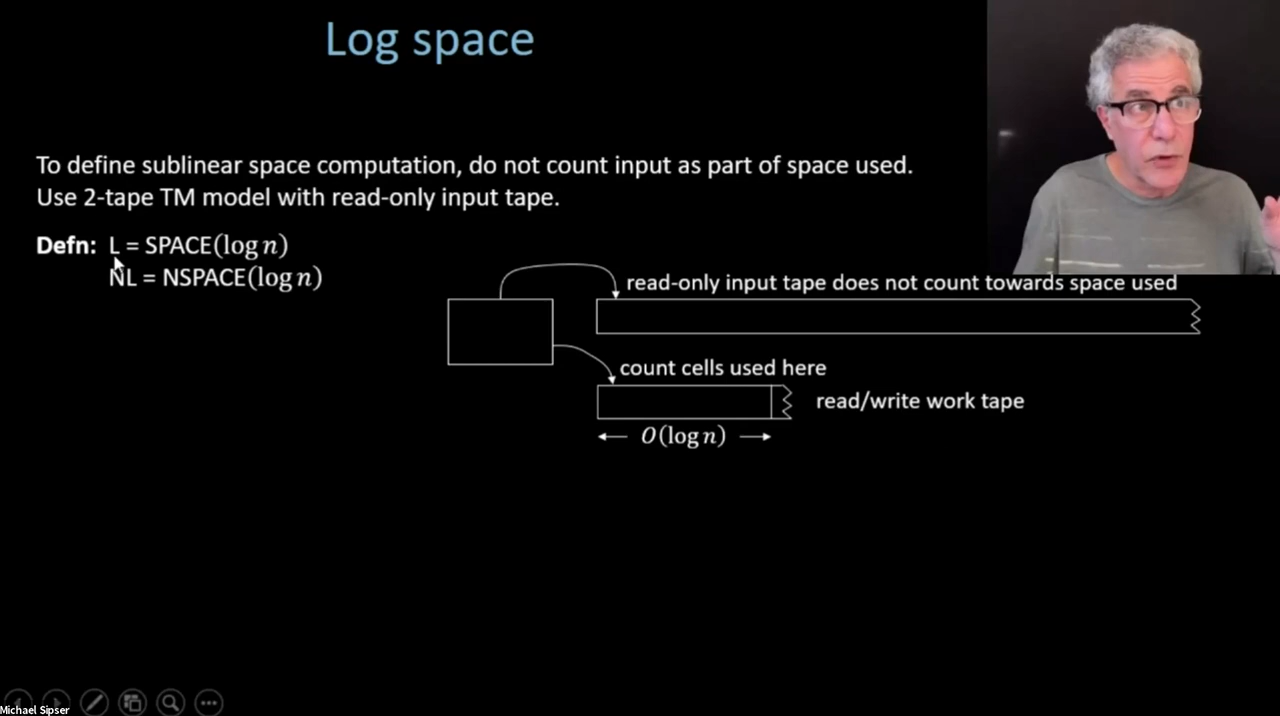 Log space
To define sublinear space computation, do not count input as part of space used.
Use 2-tape TM model with read-only input tape.
Defn: L = SPACE(log n)
NL = NSPACE(log n)
read-only input tape does not count towards space used
count cells used here
read/write work tape
O(log n)
Michael Sipser